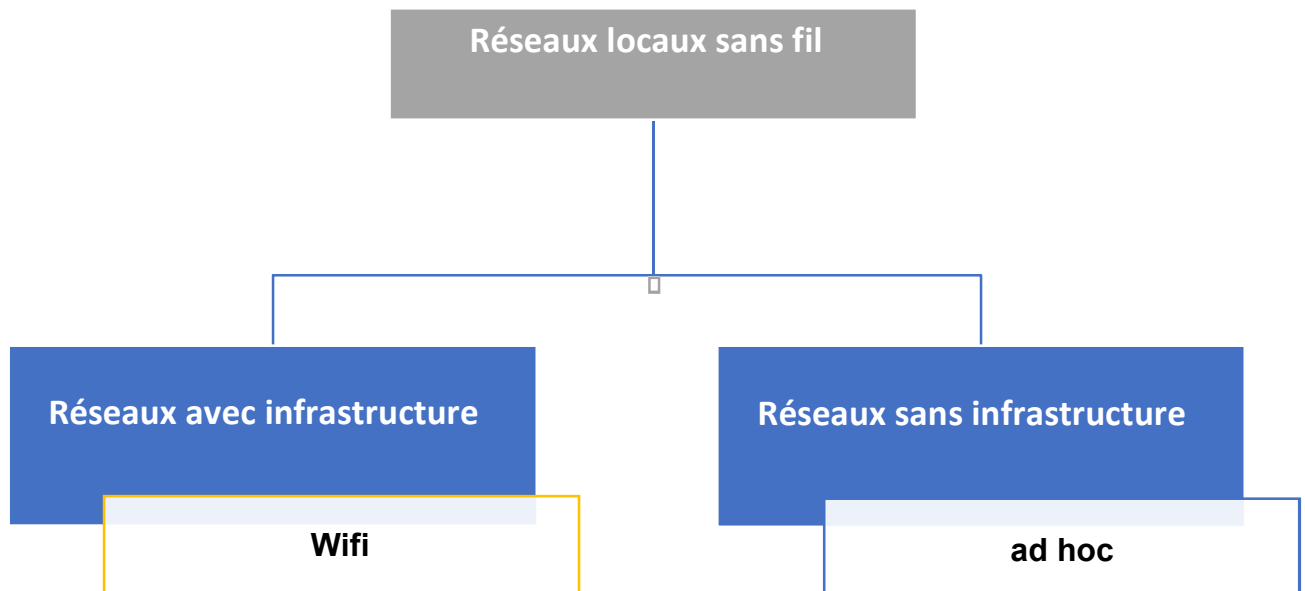 Réseaux locaux sans fil
Réseaux avec infrastructure
Réseaux sans infrastructure
Wifi
ad hoc